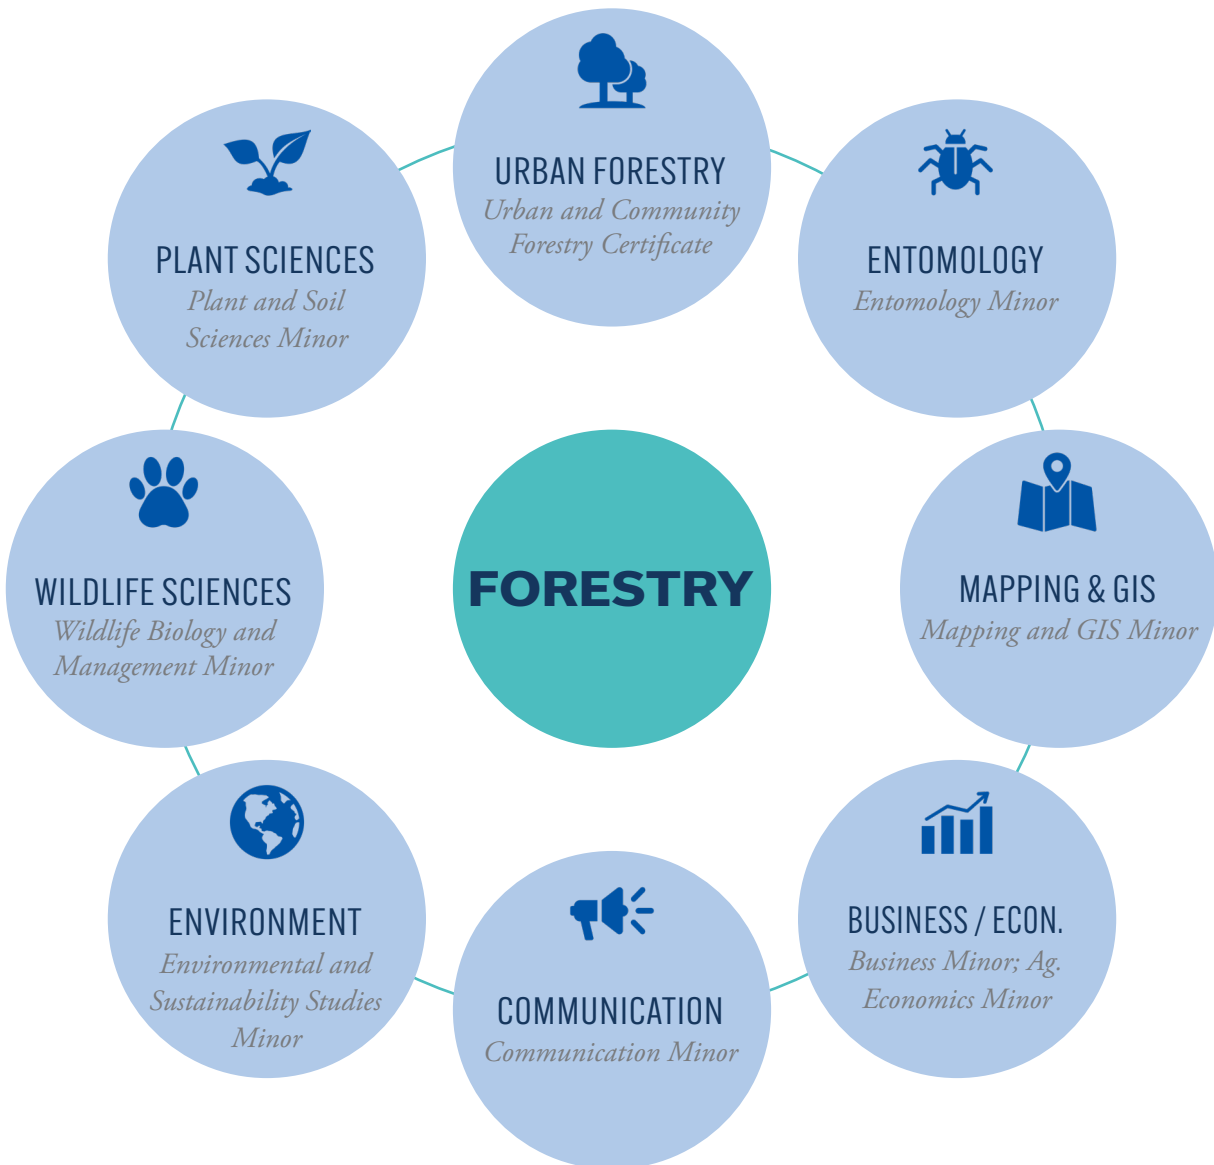 URBAN FORESTRY
Urban and Community
Forestry Certificate
ENTOMOLOGY
Entomology Minor
MAPPING & GIS
Mapping and GIS Minor
BUSINESS / ECON.
Business Minor; Ag.
Economics Minor
COMMUNICATION
Communication Minor
ENVIRONMENT
Environmental and
Sustainability Studies
Minor
WILDLIFE SCIENCES
Wildlife Biology and
Management Minor
PLANT SCIENCES
Plant and Soil
Sciences Minor
FORESTRY